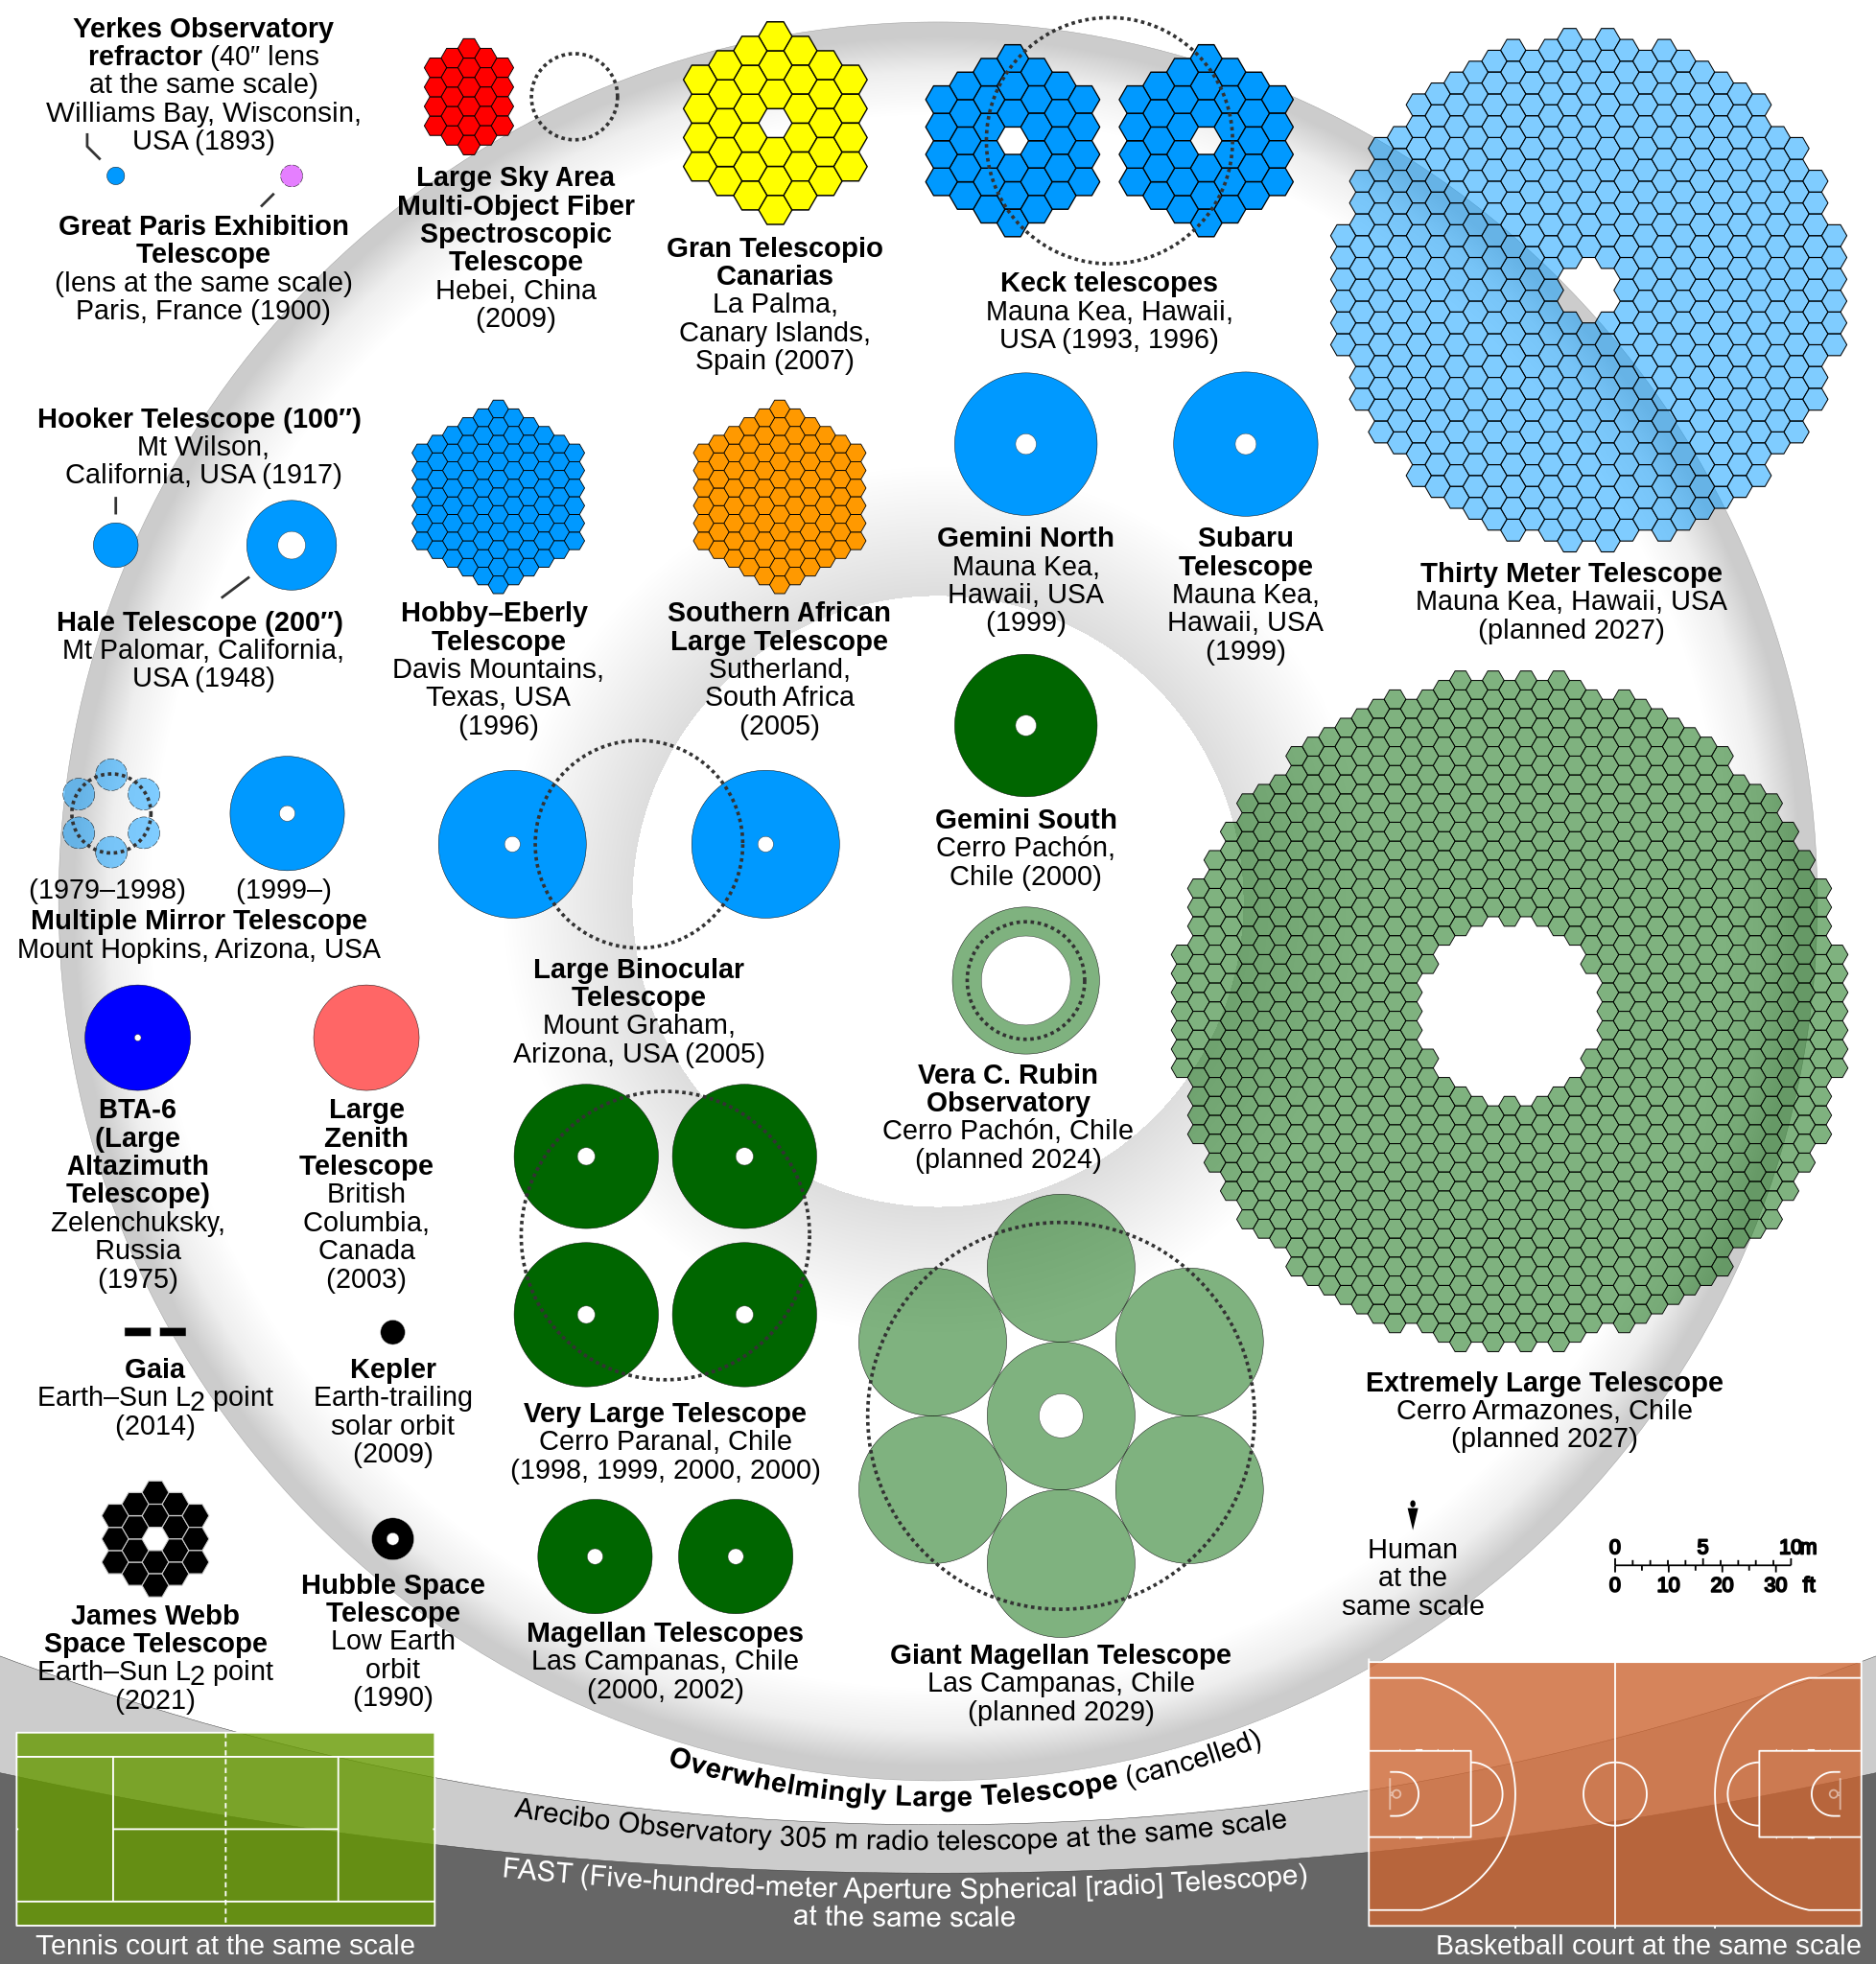 Yerkes Observatory
refractor (40″ lens
at the same scale)
Williams Bay, Wisconsin,
USA (1893)
Great Paris Exhibition
Telescope
(lens at the same scale)
Paris, France (1900)
Large Sky Area
Multi-Object Fiber
Spectroscopic
Telescope
Hebei, China
(2009)
Gran Telescopio
Canarias
La Palma,
Canary Islands,
Spain (2007)
Keck telescopes
Mauna Kea, Hawaii,
USA (1993, 1996)
Thirty Meter Telescope
Mauna Kea, Hawaii, USA
(planned 2027)
Hooker Telescope (100″)
Mt Wilson,
California, USA (1917)
Hale Telescope (200″)
Mt Palomar, California,
USA (1948)
Hobby–Eberly
Telescope
Davis Mountains,
Texas, USA
(1996)
Southern African
Large Telescope
Sutherland,
South Africa
(2005)
Gemini North
Mauna Kea,
Hawaii, USA
(1999)
Subaru
Telescope
Mauna Kea,
Hawaii, USA
(1999)
(1979–1998)
(1999–)
Multiple Mirror Telescope
Mount Hopkins, Arizona, USA
Large Binocular
Telescope
Mount Graham,
Arizona, USA (2005)
Gemini South
Cerro Pachón,
Chile (2000)
Vera C. Rubin
Observatory
Cerro Pachón, Chile
(planned 2024)
Extremely Large Telescope
Cerro Armazones, Chile
(planned 2027)
BTA-6
(Large
Altazimuth
Telescope)
Zelenchuksky,
Russia
(1975)
Large
Zenith
Telescope
British
Columbia,
Canada
(2003)
Gaia
Earth–Sun L2 point
(2014)
Kepler
Earth-trailing
solar orbit
(2009)
Very Large Telescope
Cerro Paranal, Chile
(1998, 1999, 2000, 2000)
James Webb
Space Telescope
Earth–Sun L2 point
(2021)
Hubble Space
Telescope
Low Earth
orbit
(1990)
Magellan Telescopes
Las Campanas, Chile
(2000, 2002)
Giant Magellan Telescope
Las Campanas, Chile
(planned 2029)
Human
at the
same scale
0 5 10m
0 10 20 30 ft
Overwhelmingly Large Telescope (cancelled)
Arecibo Observatory 305 m radio telescope at the same scale
FAST (Five-hundred-meter Aperture Spherical [radio] Telescope)
at the same scale
Tennis court at the same scale
Basketball court at the same scale